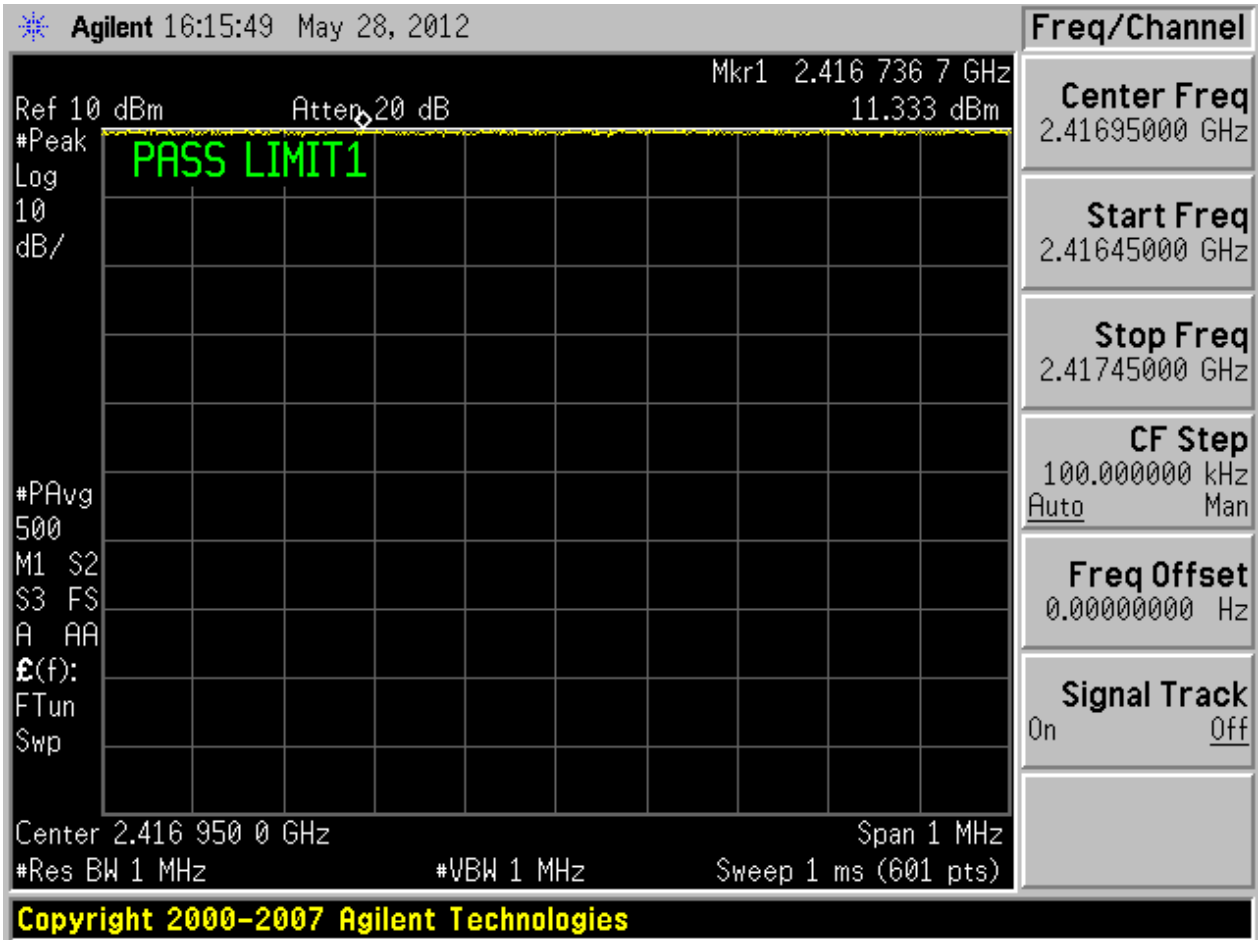 Agilent 16:15:49 May 28, 2012
Freq/Channel
Mkr1 2.416 736 7 GHz
Ref 10 dBm Atten 20 dB 11.333 dBm
#Peak
Log
10
dB/
PASS LIMIT1
#PAvg
500
M1 S2
S3 FS
A AA
£(f):
FTun
Swp
Center 2.416 950 0 GHz Span 1 MHz
#Res BW 1 MHz #VBW 1 MHz Sweep 1 ms (601 pts)
Copyright 2000-2007 Agilent Technologies
Center Freq
2.41695000 GHz
Start Freq
2.41645000 GHz
Stop Freq
2.41745000 GHz
CF Step
100.000000 kHz
Auto Man
Freq Offset
0.00000000 Hz
Signal Track
On Off